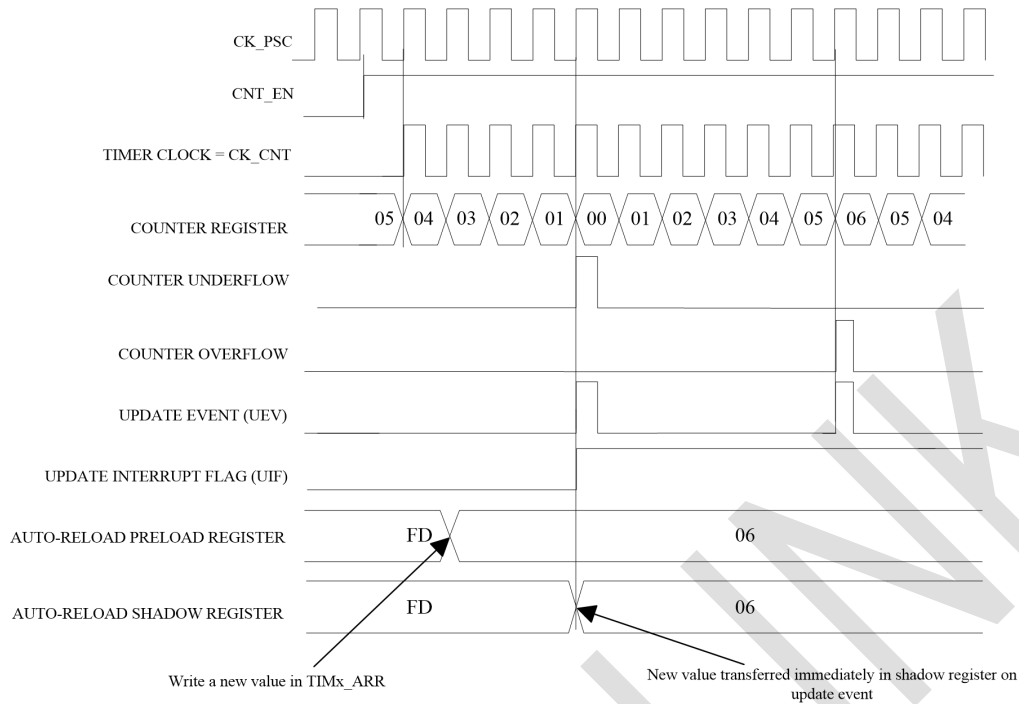 CK_PSC
CNT_EN
TIMER CLOCK = CK_CNT
COUNTER REGISTER
05 04 03 02 01 00 01 02 03 04 05 06 05 04
COUNTER UNDERFLOW
COUNTER OVERFLOW
UPDATE EVENT (UEV)
UPDATE INTERRUPT FLAG (UIF)
AUTO-RELOAD PRELOAD REGISTER
FD 06
AUTO-RELOAD SHADOW REGISTER
FD 06
Write a new value in TIMx_ARR
New value transferred immediately in shadow register on
update event